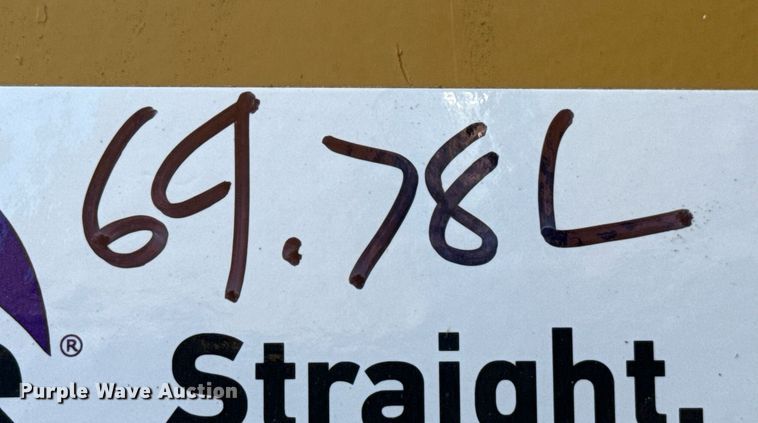 69.78L
®
Straight.
Purple Wave Auction